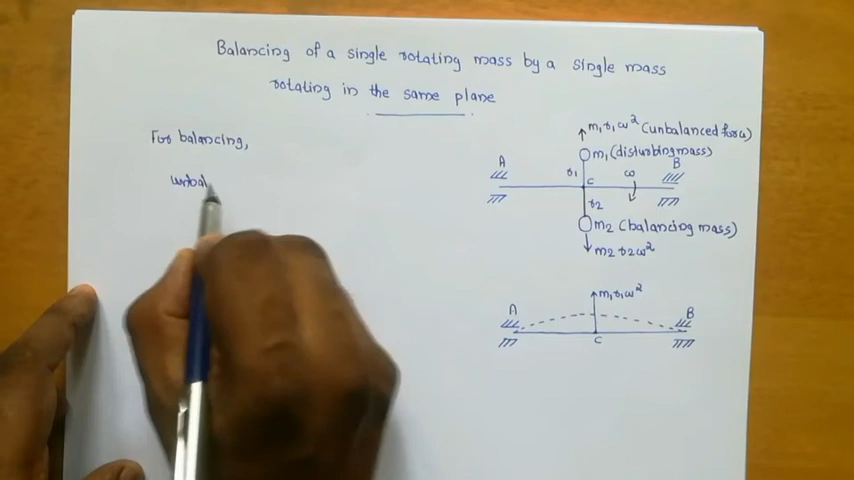 Balancing of a single rotating mass by a single mass
rotating in the same plane
For balancing,
unbal
m₁r₁ω² (unbalanced force)
m₁ (disturbing mass)
A
B
r₁
C
ω
r₂
m₂ (balancing mass)
m₂r₂ω²
m₁r₁ω²
A
B
C